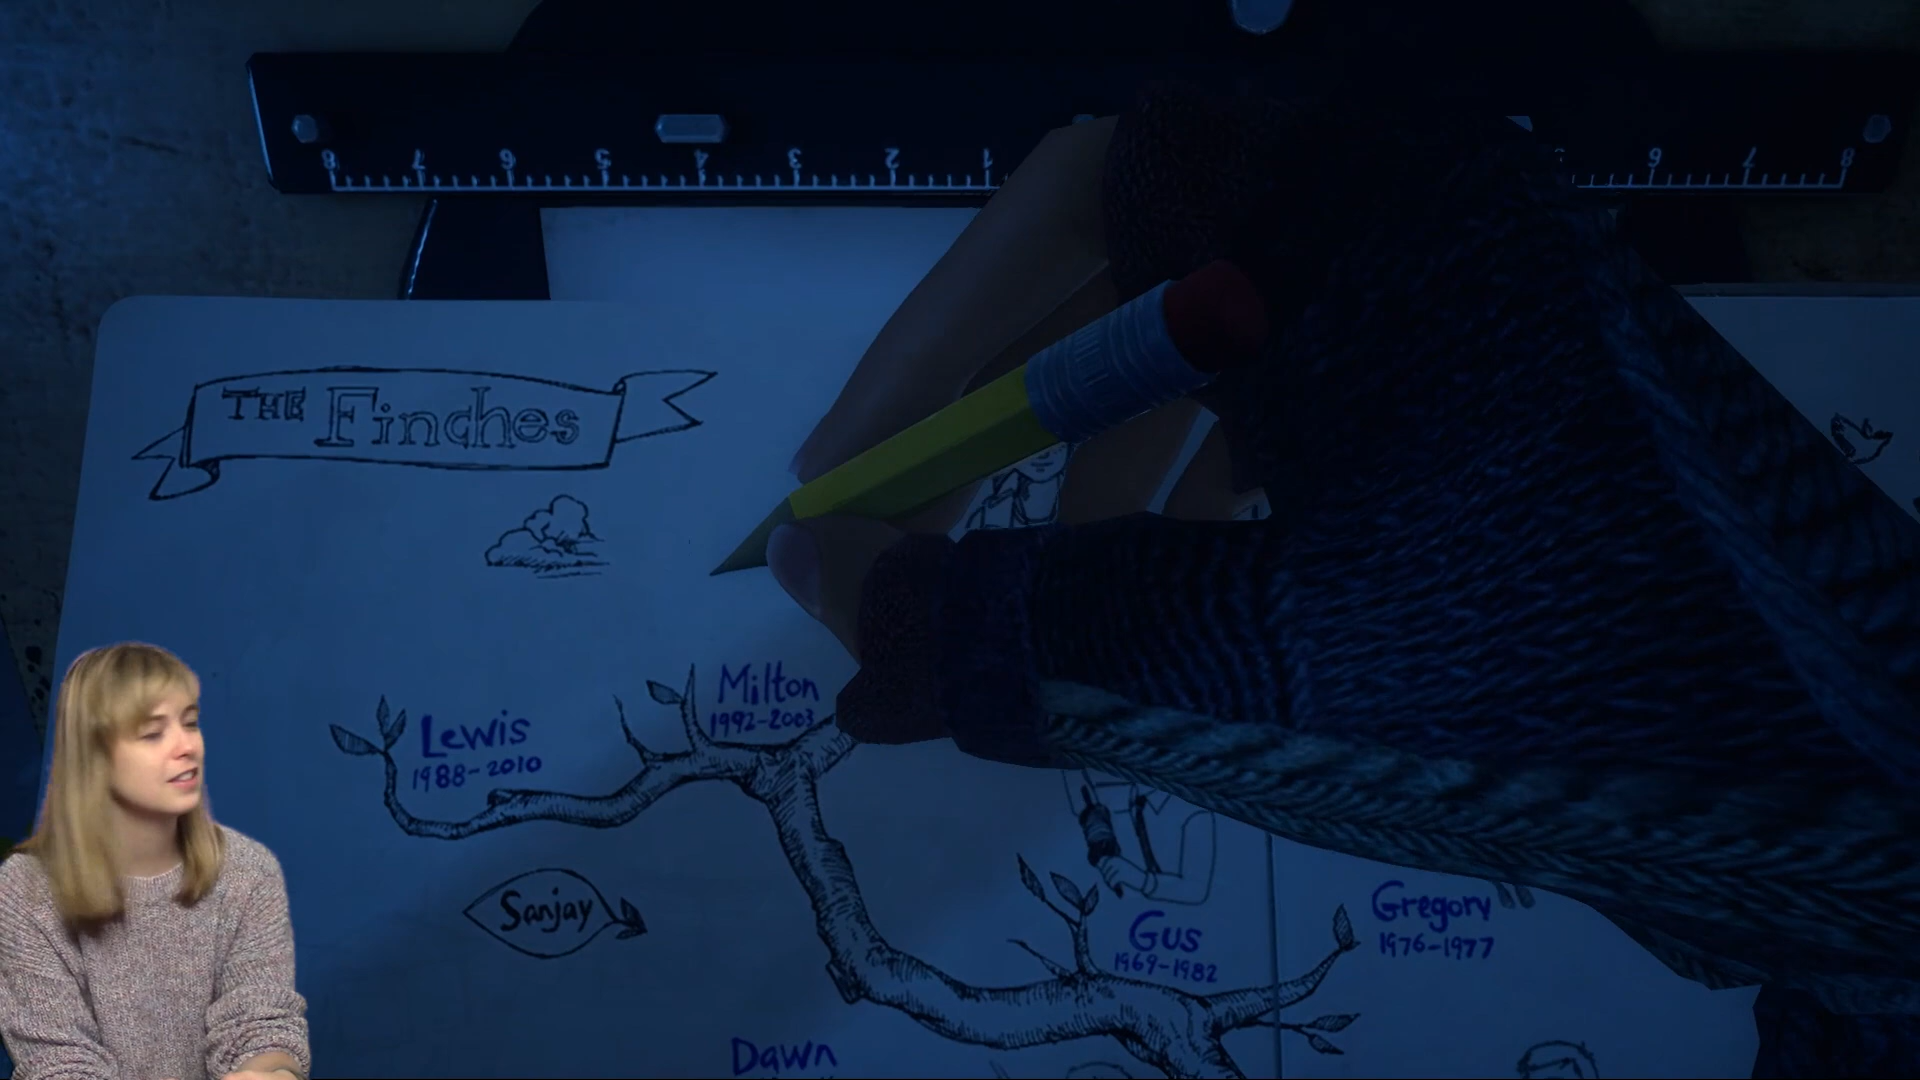 8 7 6 5 4 3 2 1 6 7 8
THE Finches
Milton
1992-2003
Lewis
1988-2010
Sanjay
Gregory
1976-1977
Gus
1969-1982
Dawn